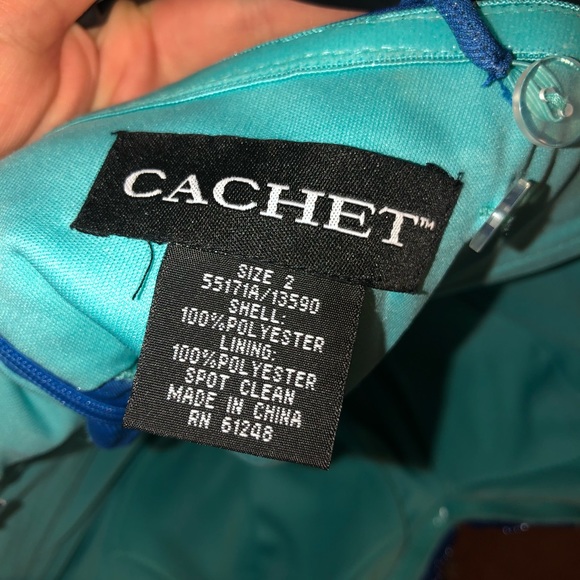 CACHET™
SIZE 2
55171A/13590
SHELL:
100%POLYESTER
LINING:
100%POLYESTER
SPOT CLEAN
MADE IN CHINA
RN 61248